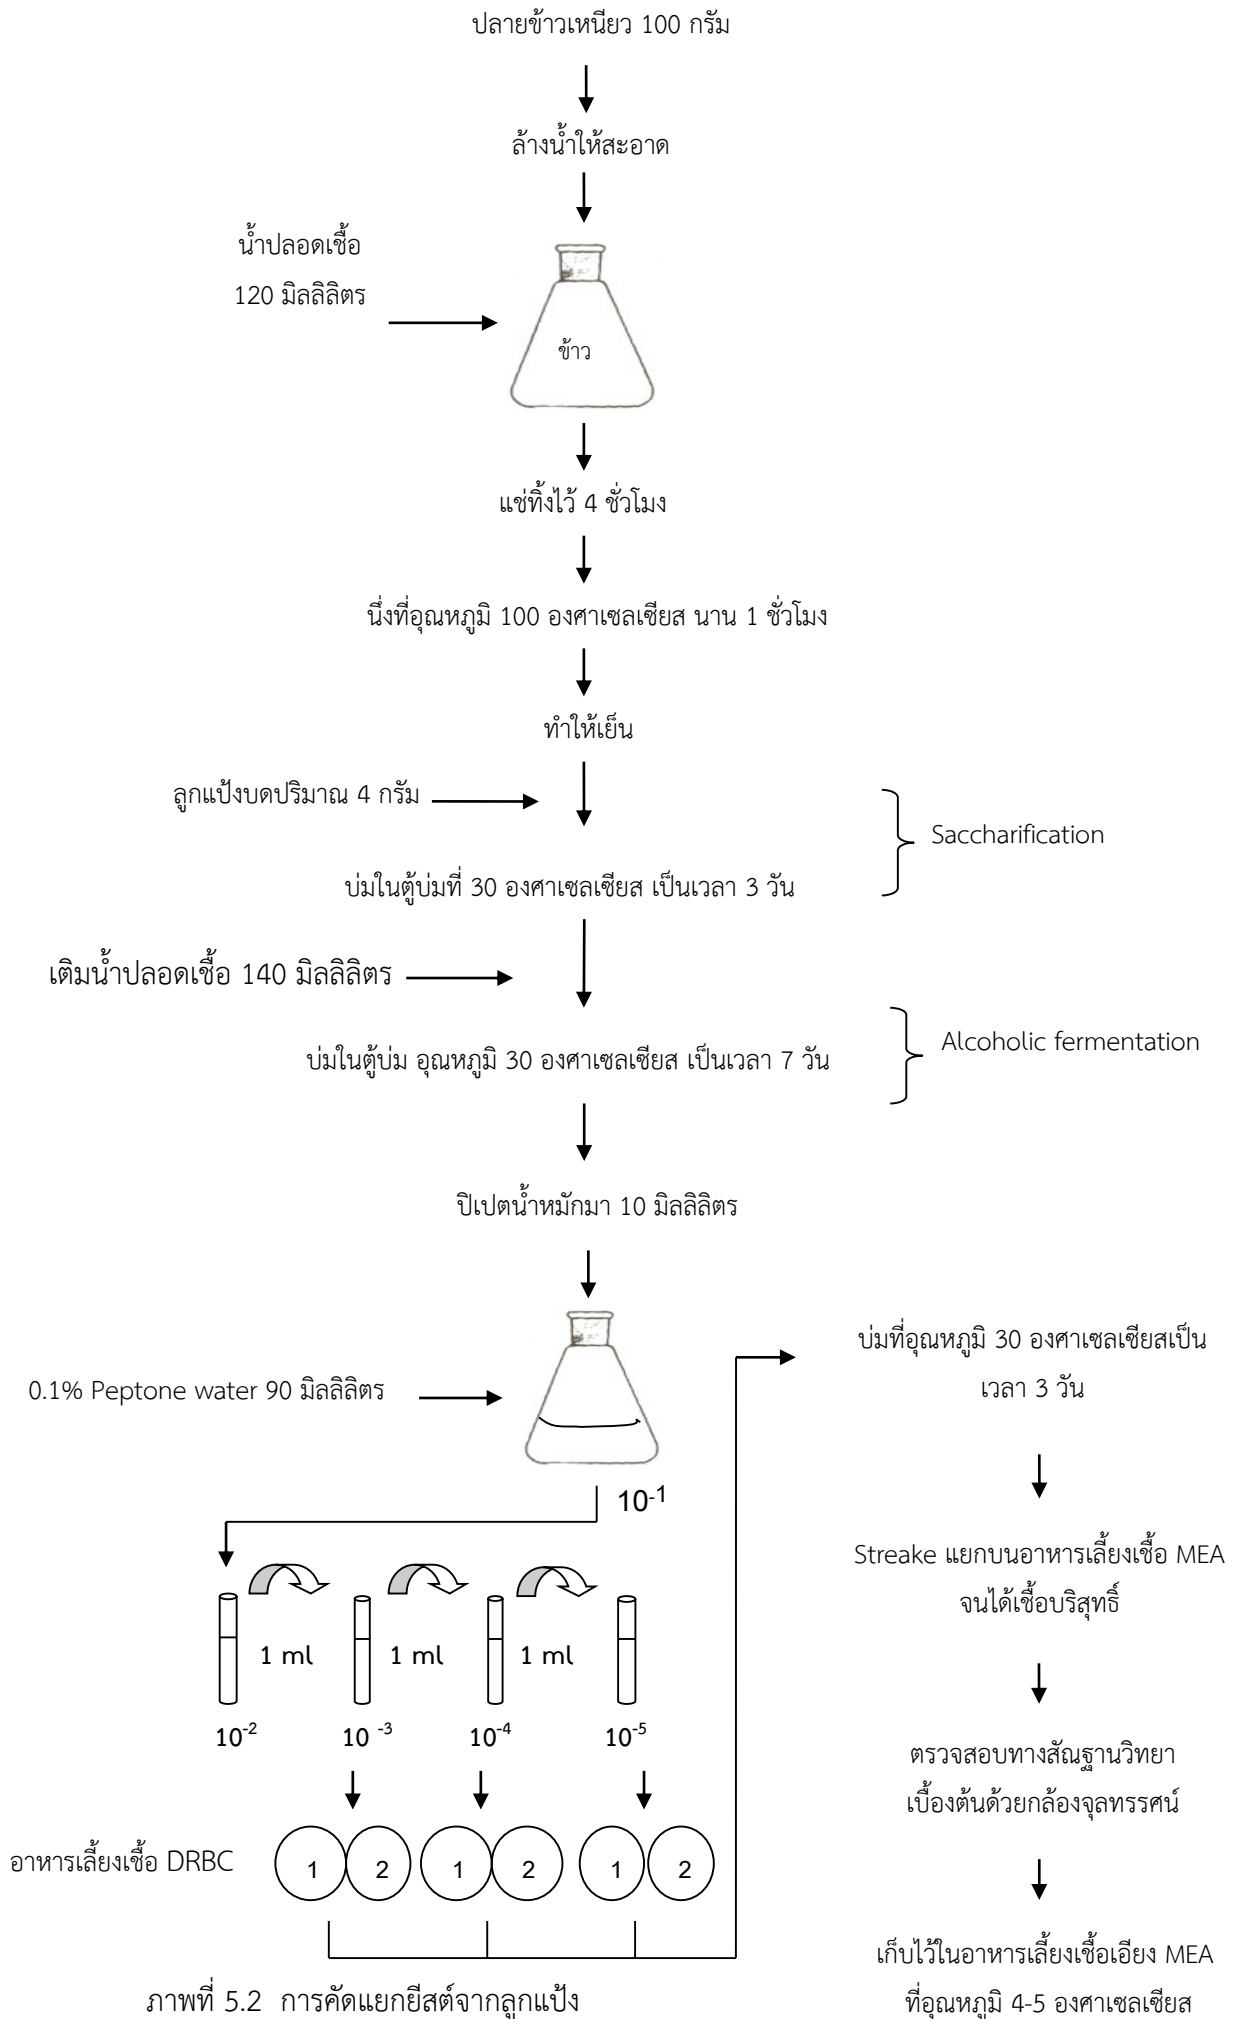 ปลายข้าวเหนียว 100 กรัม
ล้างน้ำให้สะอาด
น้ำปลอดเชื้อ
120 มิลลิลิตร
ข้าว
แช่ทิ้งไว้ 4 ชั่วโมง
นึ่งที่อุณหภูมิ 100 องศาเซลเซียส นาน 1 ชั่วโมง
ทำให้เย็น
ลูกแป้งบดปริมาณ 4 กรัม
Saccharification
บ่มในตู้บ่มที่ 30 องศาเซลเซียส เป็นเวลา 3 วัน
เติมน้ำปลอดเชื้อ 140 มิลลิลิตร
Alcoholic fermentation
บ่มในตู้บ่ม อุณหภูมิ 30 องศาเซลเซียส เป็นเวลา 7 วัน
ปิเปตน้ำหมักมา 10 มิลลิลิตร
0.1% Peptone water 90 มิลลิลิตร
10⁻¹
1 ml 1 ml 1 ml
10⁻² 10 ⁻³ 10⁻⁴ 10⁻⁵
อาหารเลี้ยงเชื้อ DRBC
1 2 1 2 1 2
บ่มที่อุณหภูมิ 30 องศาเซลเซียสเป็น
เวลา 3 วัน
Streake แยกบนอาหารเลี้ยงเชื้อ MEA
จนได้เชื้อบริสุทธิ์
ตรวจสอบทางสัณฐานวิทยา
เบื้องต้นด้วยกล้องจุลทรรศน์
เก็บไว้ในอาหารเลี้ยงเชื้อเอียง MEA
ที่อุณหภูมิ 4-5 องศาเซลเซียส
ภาพที่ 5.2 การคัดแยกยีสต์จากลูกแป้ง